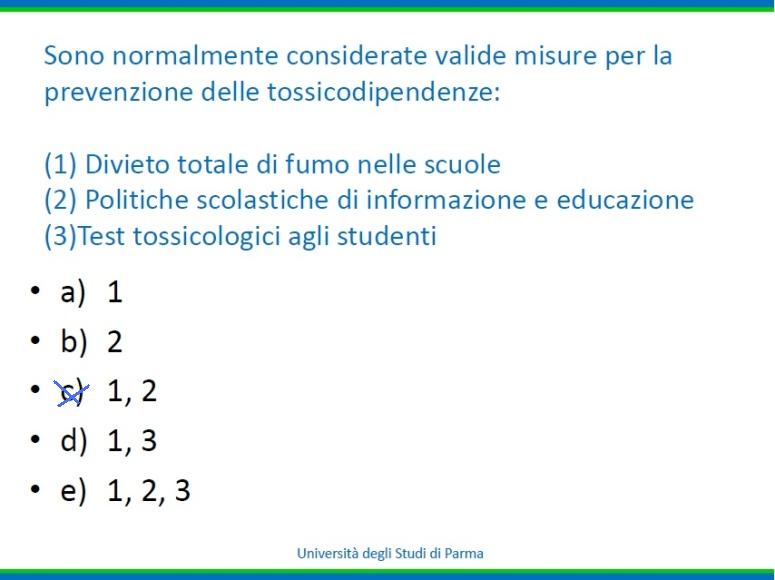 Sono normalmente considerate valide misure per la
prevenzione delle tossicodipendenze:
(1) Divieto totale di fumo nelle scuole
(2) Politiche scolastiche di informazione e educazione
(3)Test tossicologici agli studenti
• a) 1
• b) 2
• c) 1, 2
• d) 1, 3
• e) 1, 2, 3
Università degli Studi di Parma